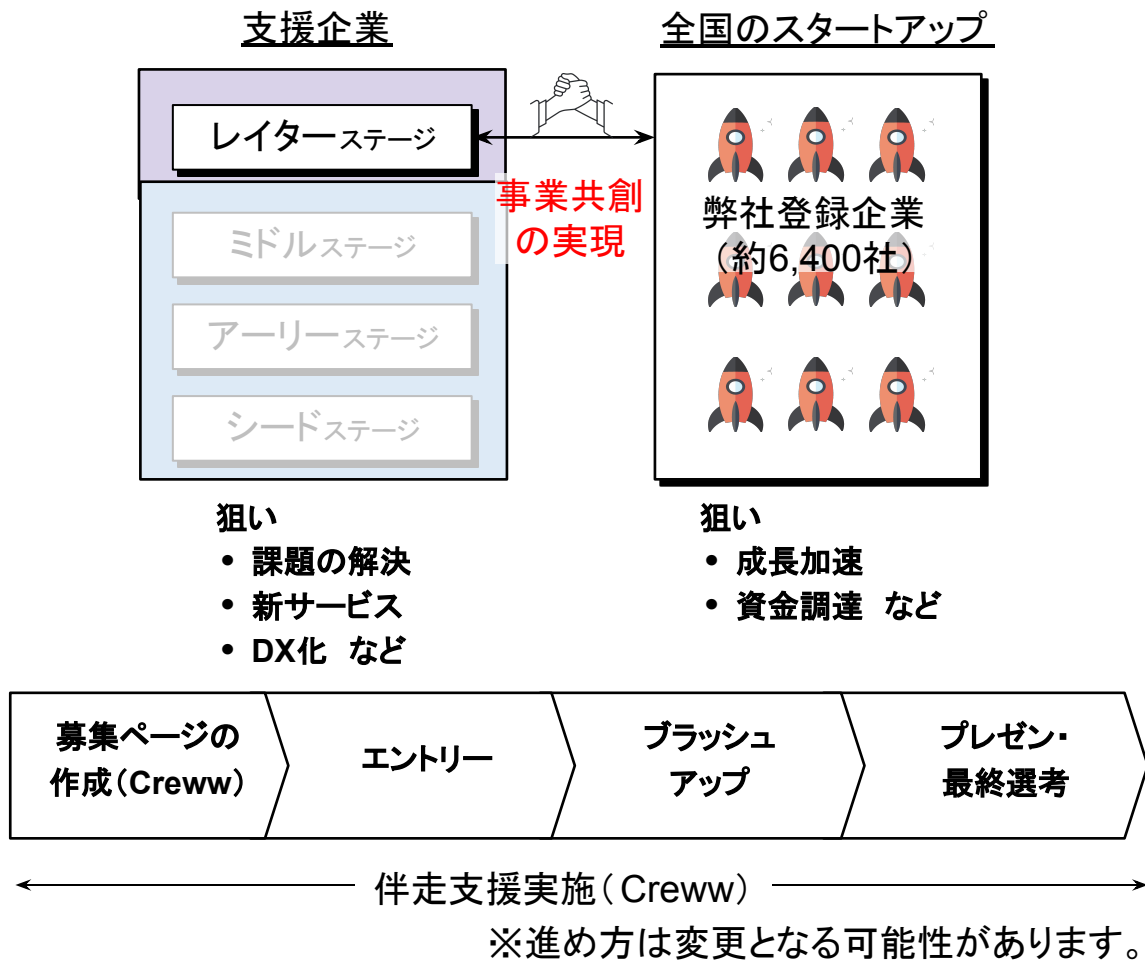 支援企業
全国のスタートアップ
レイターステージ
ミドルステージ
アーリーステージ
シードステージ
事業共創
の実現
弊社登録企業
（約6,400社）
狙い
• 課題の解決
• 新サービス
• DX化 など
狙い
• 成長加速
• 資金調達 など
募集ページの
作成（Creww）
エントリー
ブラッシュ
アップ
プレゼン・
最終選考
伴走支援実施（Creww）
※進め方は変更となる可能性があります。